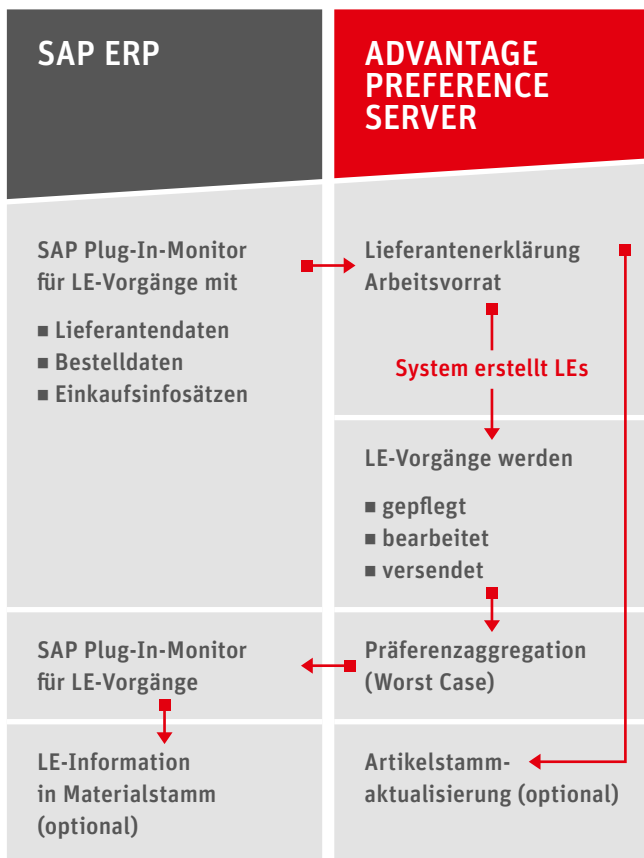 SAP ERP
ADVANTAGE
PREFERENCE
SERVER
SAP Plug-In-Monitor
für LE-Vorgänge mit
■ Lieferantendaten
■ Bestelldaten
■ Einkaufsinfosätzen
Lieferantenerklärung
Arbeitsvorrat
System erstellt LEs
LE-Vorgänge werden
■ gepflegt
■ bearbeitet
■ versendet
SAP Plug-In-Monitor
für LE-Vorgänge
Präferenzaggregation
(Worst Case)
LE-Information
in Materialstamm
(optional)
Artikelstamm-
aktualisierung (optional)